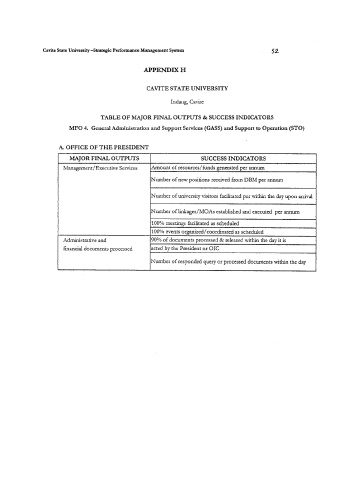 Cavite State University -Strategic Performance Management System
52
APPENDIX H
CAVITE STATE UNIVERSITY
Indang, Cavite
TABLE OF MAJOR FINAL OUTPUTS & SUCCESS INDICATORS
MFO 4. General Administration and Support Services (GASS) and Support to Operation (STO)
A. OFFICE OF THE PRESIDENT
MAJOR FINAL OUTPUTS
SUCCESS INDICATORS
Management/Executive Services
Amount of resources/funds generated per annum
Number of new positions received from DBM per annum
Number of university visitors facilitated per within the day upon arrival
Number of linkages/MOAs established and executed per annum
100% meetings facilitated as scheduled
100% events organized/coordinated as scheduled
Administrative and
financial documents processed
90% of documents processed & released within the day it is
acted by the President or OIC
Number of responded query or processed documents within the day